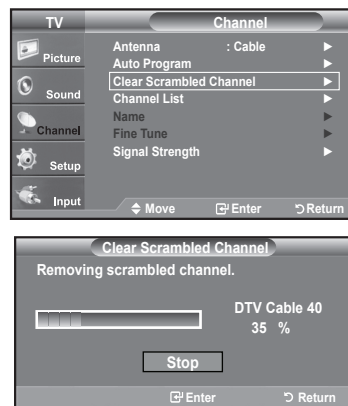 TV Channel
Picture
Sound
Channel
Setup
Input
Antenna : Cable ►
Auto Program ►
Clear Scrambled Channel ►
Channel List ►
Name ►
Fine Tune ►
Signal Strength ►
Move Enter Return
Clear Scrambled Channel
Removing scrambled channel.
DTV Cable 40
35 %
Stop
Enter Return